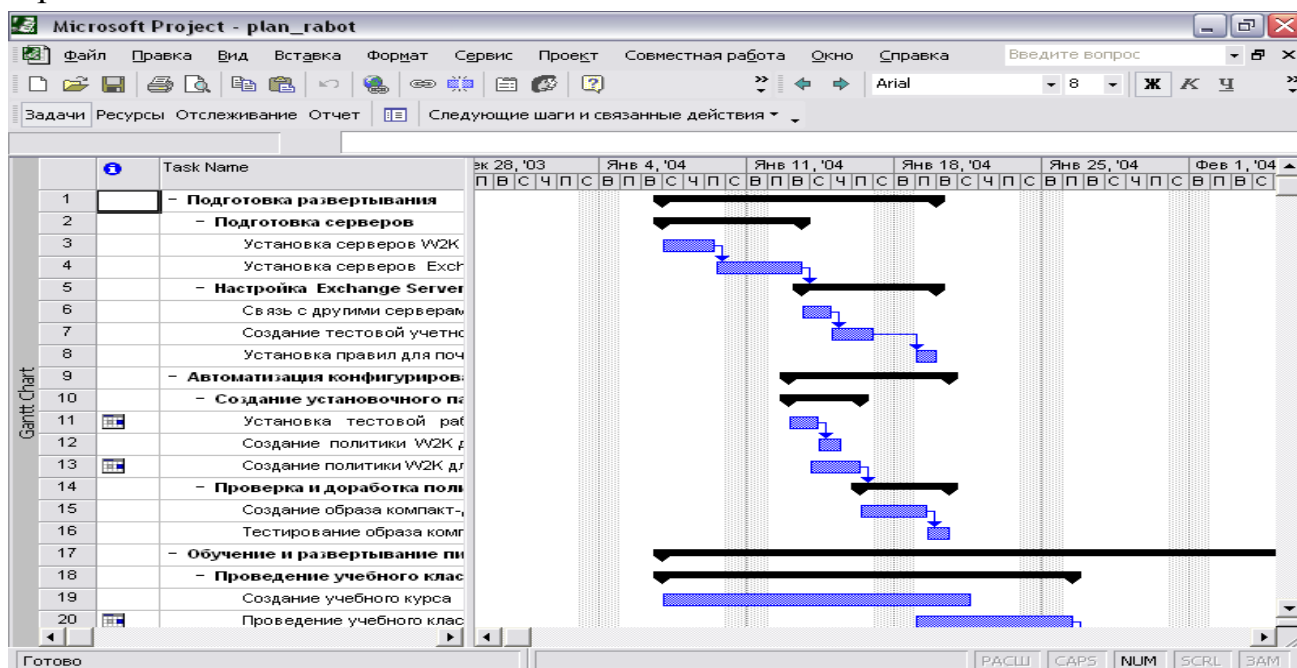 Microsoft Project - plan_rabot
Файл Правка Вид Вставка Формат Сервис Проект Совместная работа Окно Справка Введите вопрос
Arial 8 Ж К Ч
Задачи Ресурсы Отслеживание Отчет Следующие шаги и связанные действия
Task Name эк 28, '03 Янв 4, '04 Янв 11, '04 Янв 18, '04 Янв 25, '04 Фев 1, '04
П В С Ч П С В П В С Ч П С В П В С Ч П С В П В С Ч П С В П В С Ч П С В П В С
1 − Подготовка развертывания
2 − Подготовка серверов
3 Установка серверов W2K
4 Установка серверов Exch
5 − Настройка Exchange Server
6 Связь с другими серверам
7 Создание тестовой учетно
8 Установка правил для поч
9 − Автоматизация конфигурирова
10 − Создание установочного па
11 Установка тестовой раб
12 Создание политики W2K д
13 Создание политики W2K дл
14 − Проверка и доработка поли
15 Создание образа компакт-
16 Тестирование образа комп
17 − Обучение и развертывание пи
18 − Проведение учебного клас
19 Создание учебного курса
20 Проведение учебного клас
Gantt Chart
Готово РАСШ CAPS NUM SCRL ЗАМ